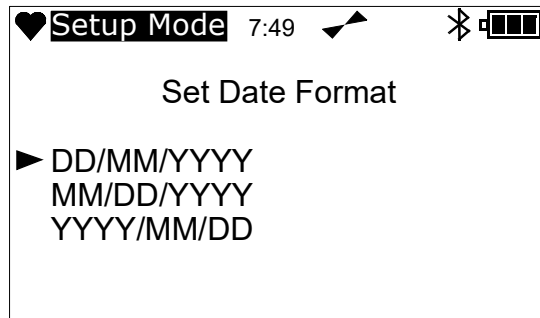 Setup Mode 7:49
Set Date Format
DD/MM/YYYY
MM/DD/YYYY
YYYY/MM/DD